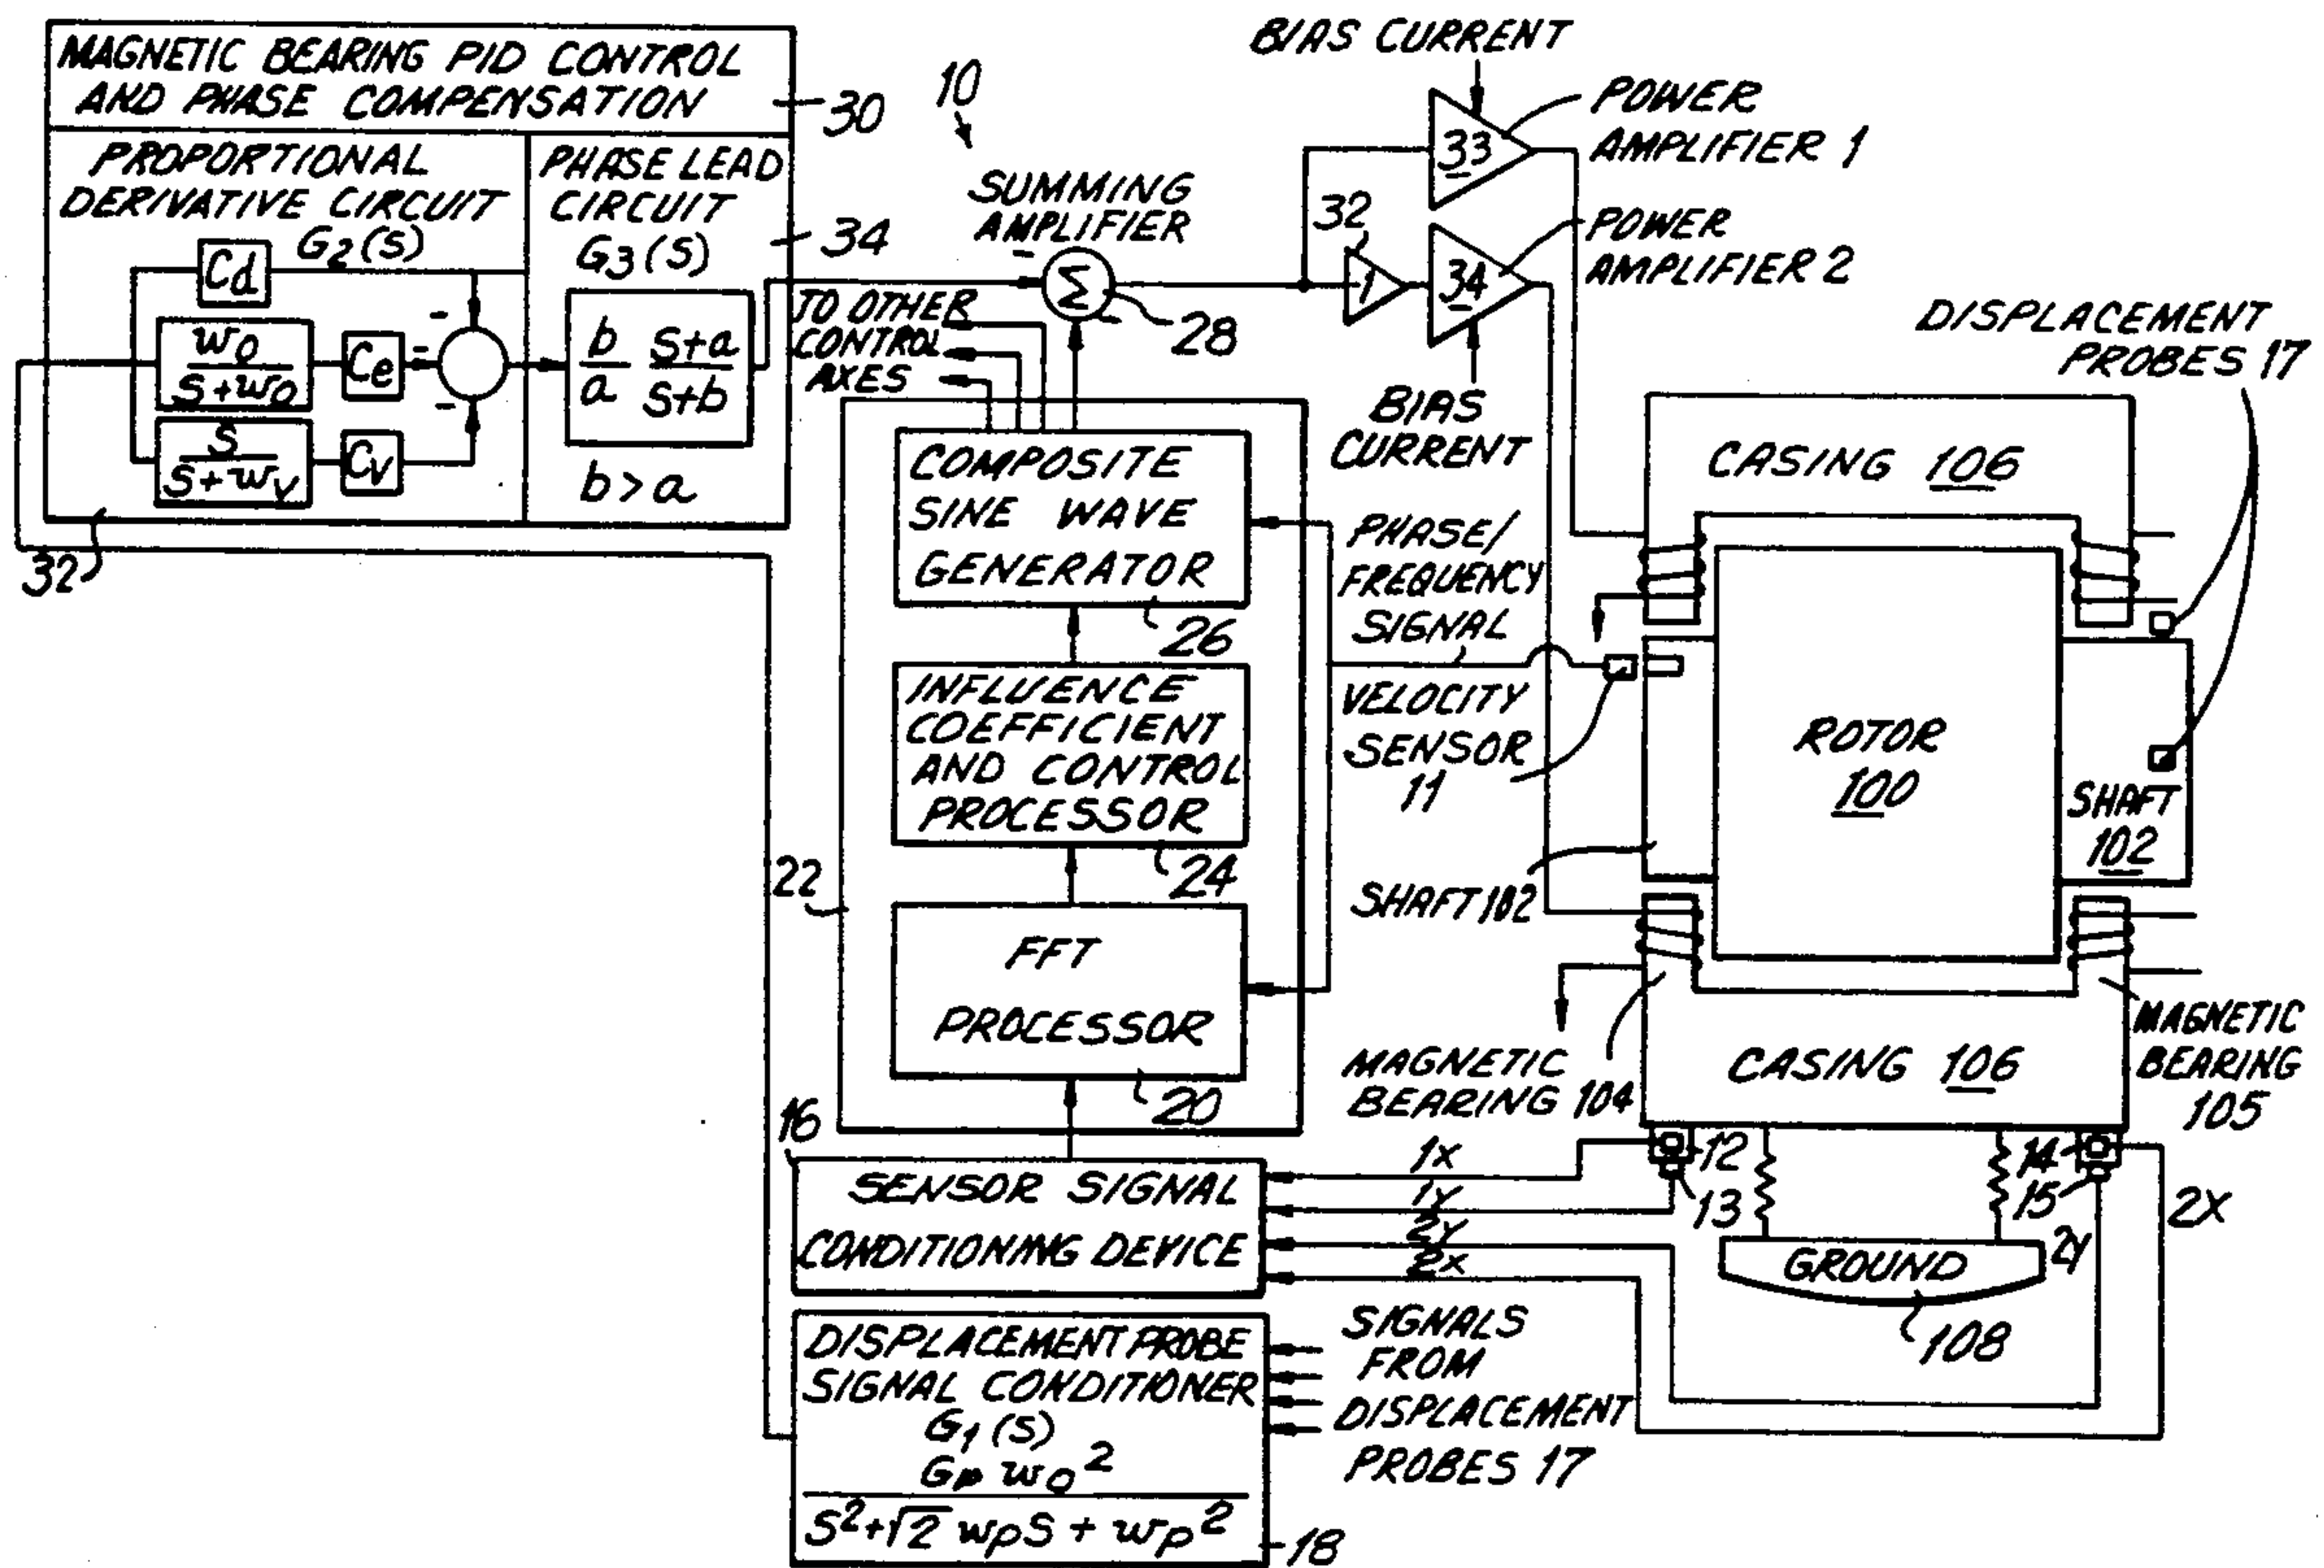 MAGNETIC BEARING PID CONTROL
AND PHASE COMPENSATION
30
PROPORTIONAL
DERIVATIVE CIRCUIT
G2(S)
Cd
W0
S+W0
Ce
S
S+Wv
Cv
32
PHASE LEAD
CIRCUIT
G3(S)
34
b S+a
a S+b
b>a
10
SUMMING
AMPLIFIER
-
Σ
28
TO OTHER
CONTROL
AXES
BIAS CURRENT
33
POWER
AMPLIFIER 1
32
1
34
POWER
AMPLIFIER 2
BIAS
CURRENT
DISPLACEMENT
PROBES 17
CASING 106
COMPOSITE
SINE WAVE
GENERATOR
26
PHASE/
FREQUENCY
SIGNAL
INFLUENCE
COEFFICIENT
AND CONTROL
PROCESSOR
24
VELOCITY
SENSOR
11
ROTOR
100
SHAFT
102
22
SHAFT 102
FFT
PROCESSOR
20
MAGNETIC
BEARING 104
CASING 106
MAGNETIC
BEARING
105
16
SENSOR SIGNAL
CONDITIONING DEVICE
1X
1Y
2Y
2X
12
13
14
15
2X
2Y
GROUND
108
DISPLACEMENT PROBE
SIGNAL CONDITIONER
G1(S)
Gp W0 2
S2+√2 WpS + Wp2
18
SIGNALS
FROM
DISPLACEMENT
PROBES 17